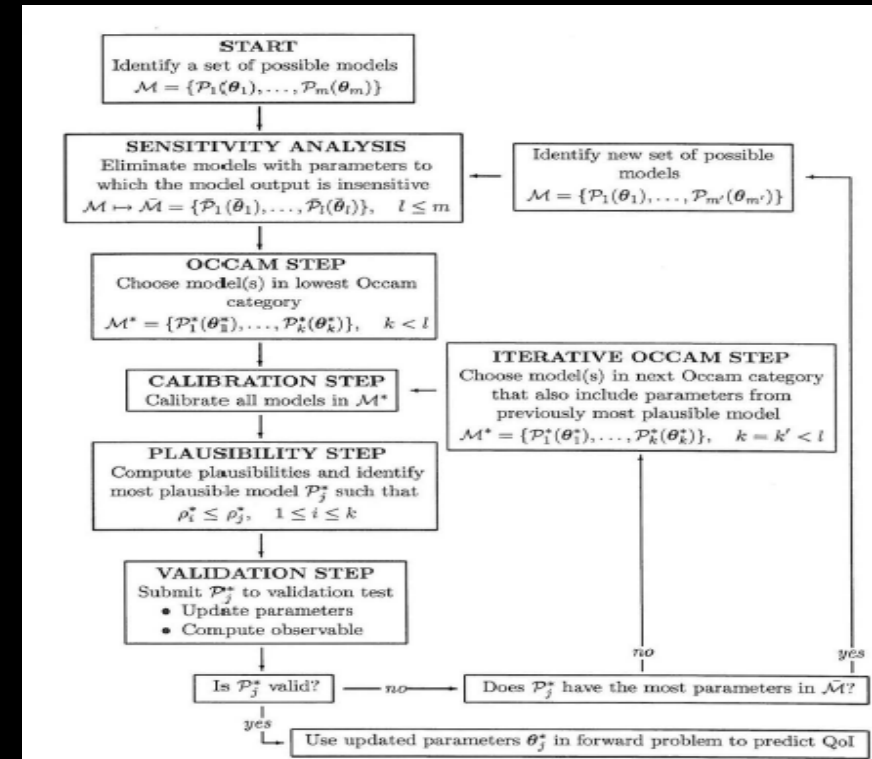 START
Identify a set of possible models
𝓜 = {𝒫₁(𝜽₁), . . . , 𝒫ₘ(𝜽ₘ)}
SENSITIVITY ANALYSIS
Eliminate models with parameters to
which the model output is insensitive
𝓜 ↦ 𝓜̄ = {𝒫̄₁(𝜽̄₁), . . . , 𝒫̄ₗ(𝜽̄ₗ)}, l ≤ m
Identify new set of possible
models
𝓜 = {𝒫₁(𝜽₁), . . . , 𝒫ₘ′(𝜽ₘ′)}
OCCAM STEP
Choose model(s) in lowest Occam
category
𝓜* = {𝒫₁*(𝜽₁*), . . . , 𝒫ₖ*(𝜽ₖ*)}, k < l
ITERATIVE OCCAM STEP
Choose model(s) in next Occam category
that also include parameters from
previously most plausible model
𝓜* = {𝒫₁*(𝜽₁*), . . . , 𝒫ₖ*(𝜽ₖ*)}, k = k′ < l
CALIBRATION STEP
Calibrate all models in 𝓜*
PLAUSIBILITY STEP
Compute plausibilities and identify
most plausible model 𝒫ⱼ* such that
ρᵢ* ≤ ρⱼ*, 1 ≤ i ≤ k
VALIDATION STEP
Submit 𝒫ⱼ* to validation test
• Update parameters
• Compute observable
no
yes
Is 𝒫ⱼ* valid?
no
Does 𝒫ⱼ* have the most parameters in 𝓜̄?
yes
Use updated parameters 𝜽ⱼ* in forward problem to predict QoI